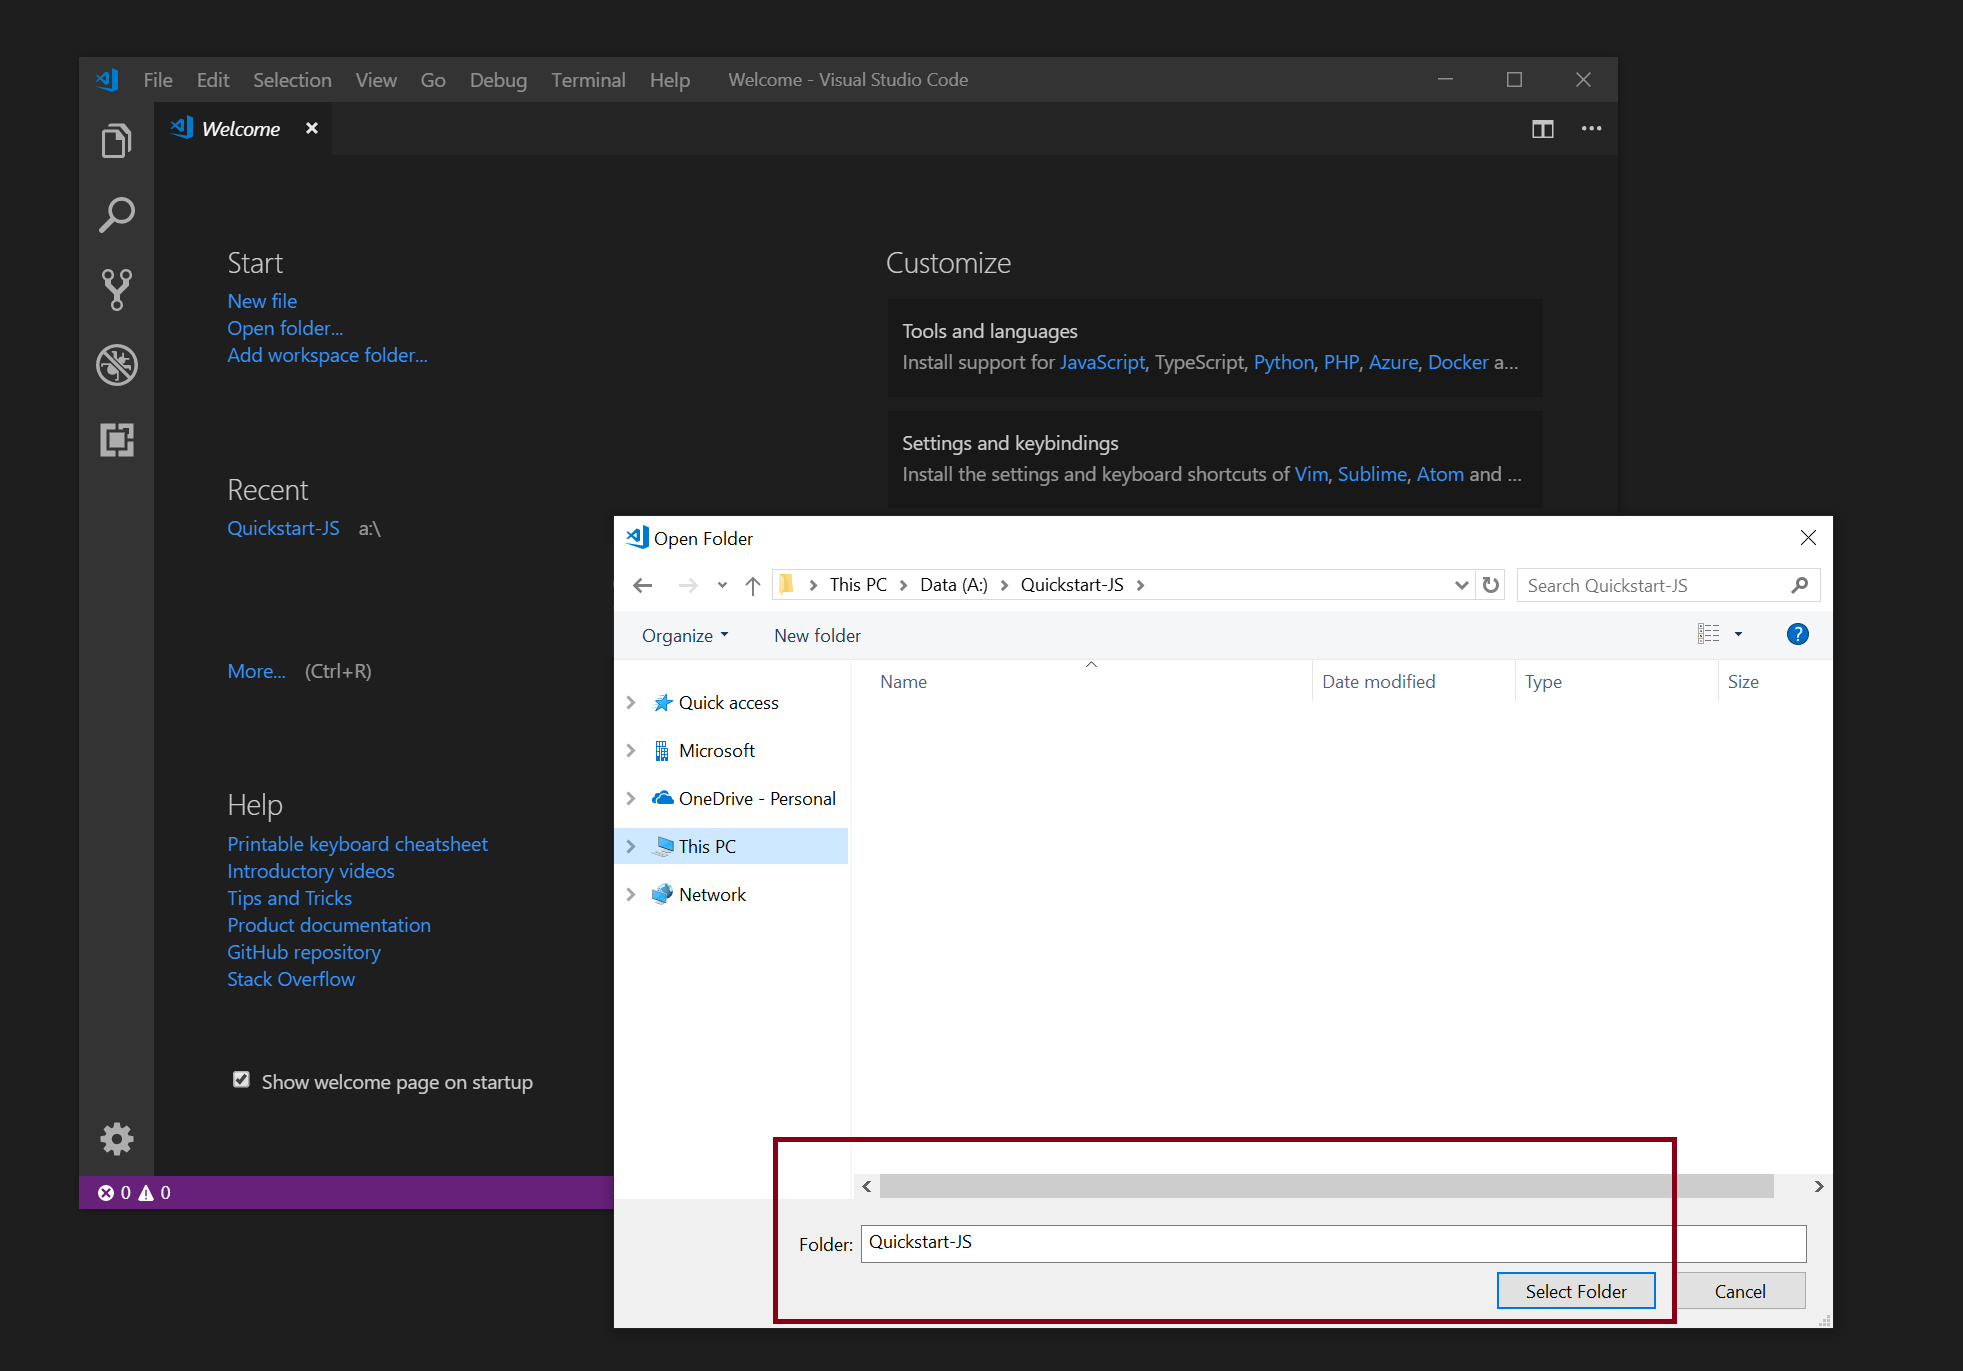 File Edit Selection View Go Debug Terminal Help Welcome - Visual Studio Code
Welcome
Start
New file
Open folder...
Add workspace folder...
Recent
Quickstart-JS a:\
More... (Ctrl+R)
Help
Printable keyboard cheatsheet
Introductory videos
Tips and Tricks
Product documentation
GitHub repository
Stack Overflow
Show welcome page on startup
0 0
Customize
Tools and languages
Install support for JavaScript, TypeScript, Python, PHP, Azure, Docker a...
Settings and keybindings
Install the settings and keyboard shortcuts of Vim, Sublime, Atom and ...
Open Folder
This PC Data (A:) Quickstart-JS
Search Quickstart-JS
Organize New folder
?
Name Date modified Type Size
Quick access
Microsoft
OneDrive - Personal
This PC
Network
Folder: Quickstart-JS
Select Folder Cancel